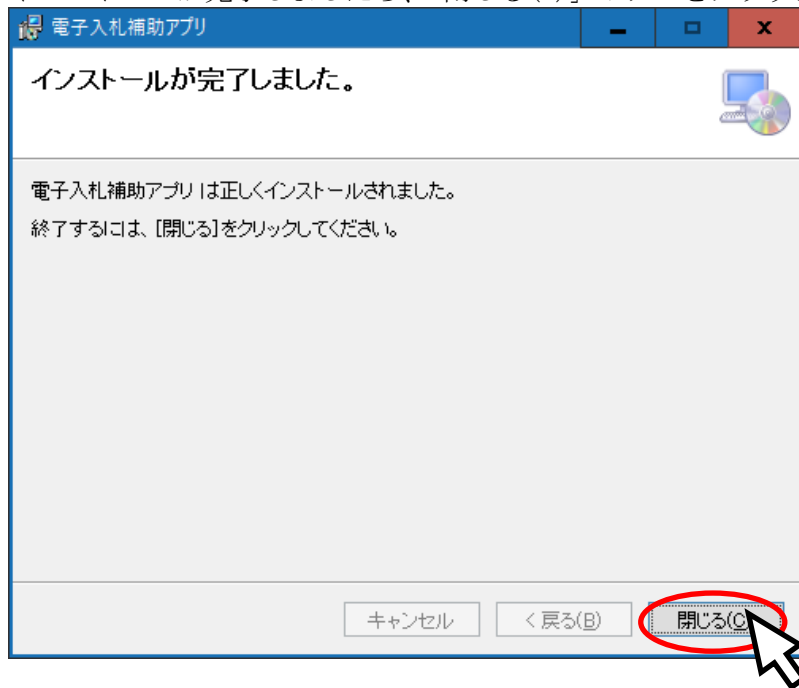 電子入札補助アプリ
インストールが完了しました。
電子入札補助アプリ は正しくインストールされました。
終了するには、[閉じる]をクリックしてください。
キャンセル
< 戻る(B)
閉じる(C)